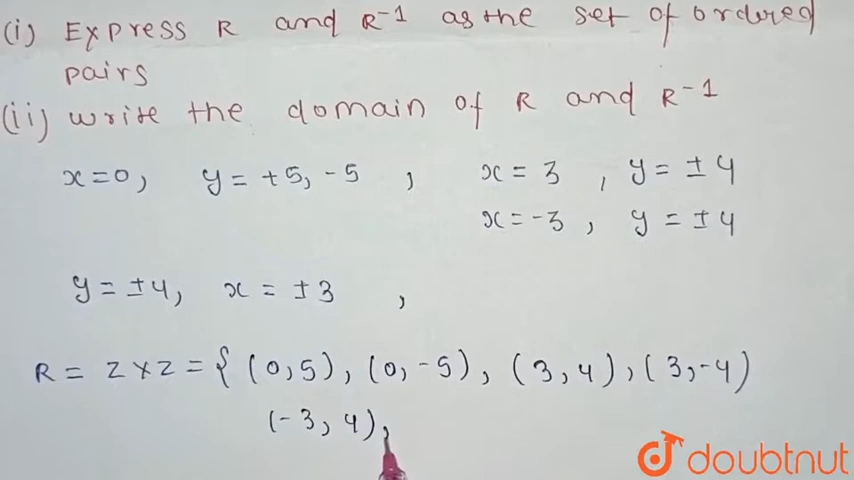 (i) Express R and R⁻¹ as the set of ordered
pairs
(ii) write the domain of R and R⁻¹
x=0, y=+5,-5 , x=3 , y=±4
x=-3 , y=±4
y=±4, x=±3 ,
R= Z×Z={(0,5),(0,-5),(3,4),(3,-4)
(-3,4),
doubtnut